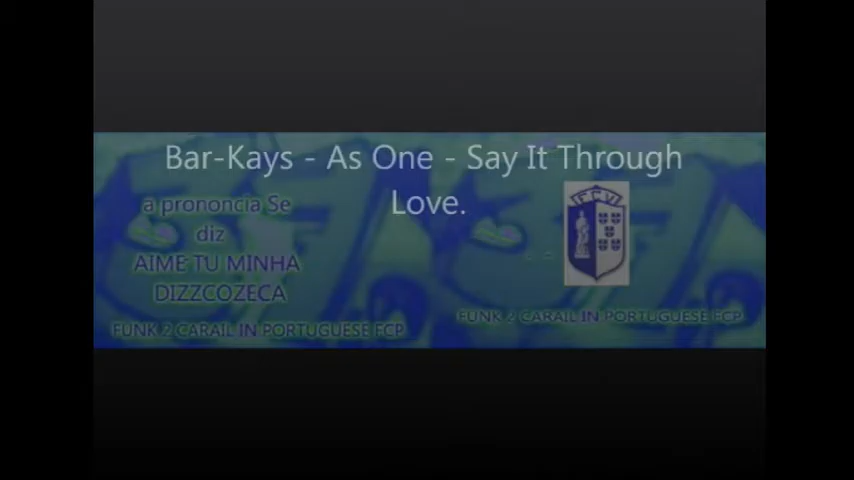 Bar-Kays - As One - Say It Through
Love.
a prononcia Se
diz
AIME TU MINHA
DIZZCOZECA
FUNK 2 CARAIL IN PORTUGUESE FCP
F C V
FUNK 2 CARAIL IN PORTUGUESE FCP